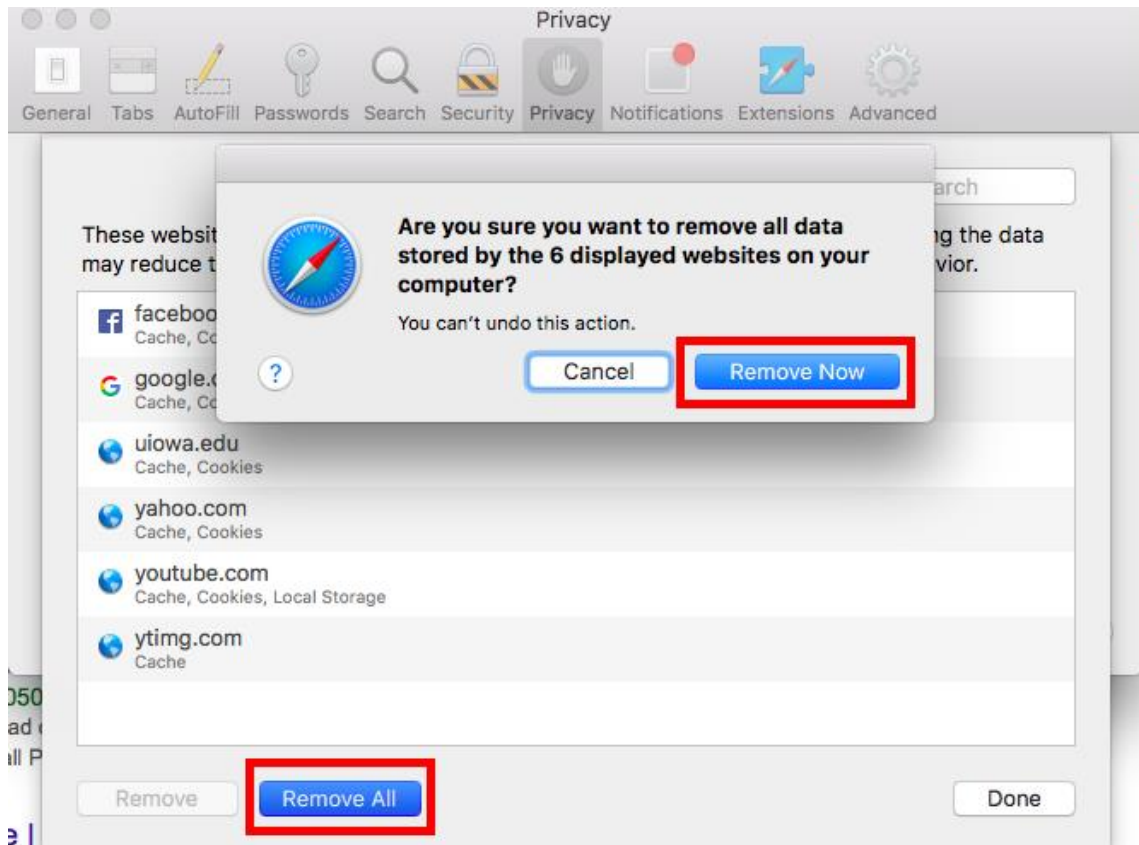 Privacy
General Tabs AutoFill Passwords Search Security Privacy Notifications Extensions Advanced
arch
These websit
ng the data
may reduce t
vior.
Are you sure you want to remove all data
stored by the 6 displayed websites on your
computer?
You can't undo this action.
? Cancel Remove Now
faceboo
Cache, Co
google.c
Cache, Co
uiowa.edu
Cache, Cookies
yahoo.com
Cache, Cookies
youtube.com
Cache, Cookies, Local Storage
ytimg.com
Cache
050
ad
all P
Remove Remove All Done
e |